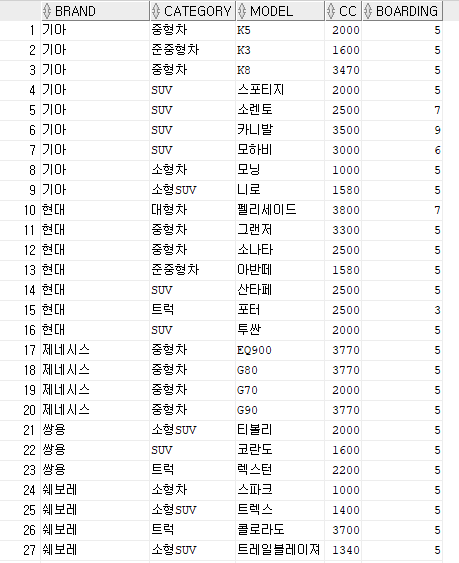 BRAND CATEGORY MODEL CC BOARDING
1 기아 중형차 K5 2000 5
2 기아 준중형차 K3 1600 5
3 기아 중형차 K8 3470 5
4 기아 SUV 스포티지 2000 5
5 기아 SUV 소렌토 2500 7
6 기아 SUV 카니발 3500 9
7 기아 SUV 모하비 3000 6
8 기아 소형차 모닝 1000 5
9 기아 소형SUV 니로 1580 5
10 현대 대형차 펠리세이드 3800 7
11 현대 중형차 그랜저 3300 5
12 현대 중형차 소나타 2500 5
13 현대 준중형차 아반떼 1580 5
14 현대 SUV 산타페 2500 5
15 현대 트럭 포터 2500 3
16 현대 SUV 투싼 2000 5
17 제네시스 중형차 EQ900 3770 5
18 제네시스 중형차 G80 3770 5
19 제네시스 중형차 G70 2000 5
20 제네시스 중형차 G90 3770 5
21 쌍용 소형SUV 티볼리 2000 5
22 쌍용 SUV 코란도 1600 5
23 쌍용 트럭 렉스턴 2200 5
24 쉐보레 소형차 스파크 1000 5
25 쉐보레 소형SUV 트렉스 1400 5
26 쉐보레 트럭 콜로라도 3700 5
27 쉐보레 소형SUV 트레일블레이져 1340 5